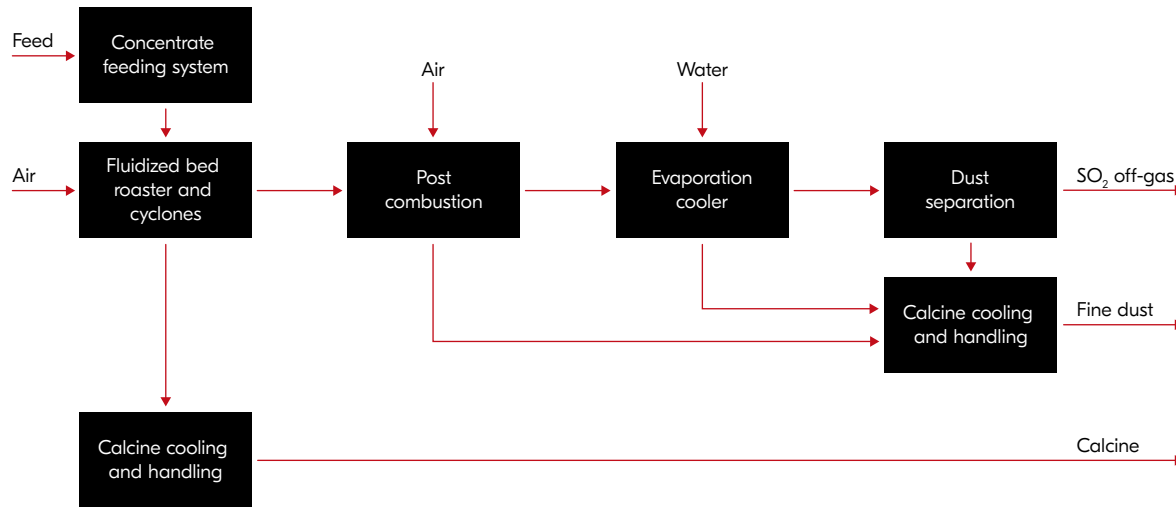 Feed
Concentrate
feeding system
Air
Water
Air
Fluidized bed
roaster and
cyclones
Post
combustion
Evaporation
cooler
Dust
separation
SO₂ off-gas
Calcine cooling
and handling
Fine dust
Calcine cooling
and handling
Calcine